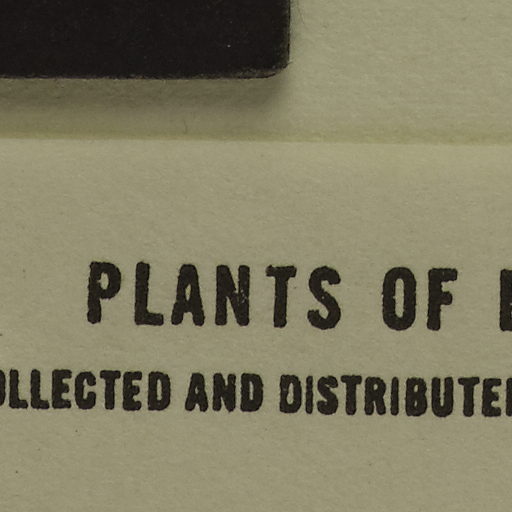 PLANTS OF
OLLECTED AND DISTRIBUTE